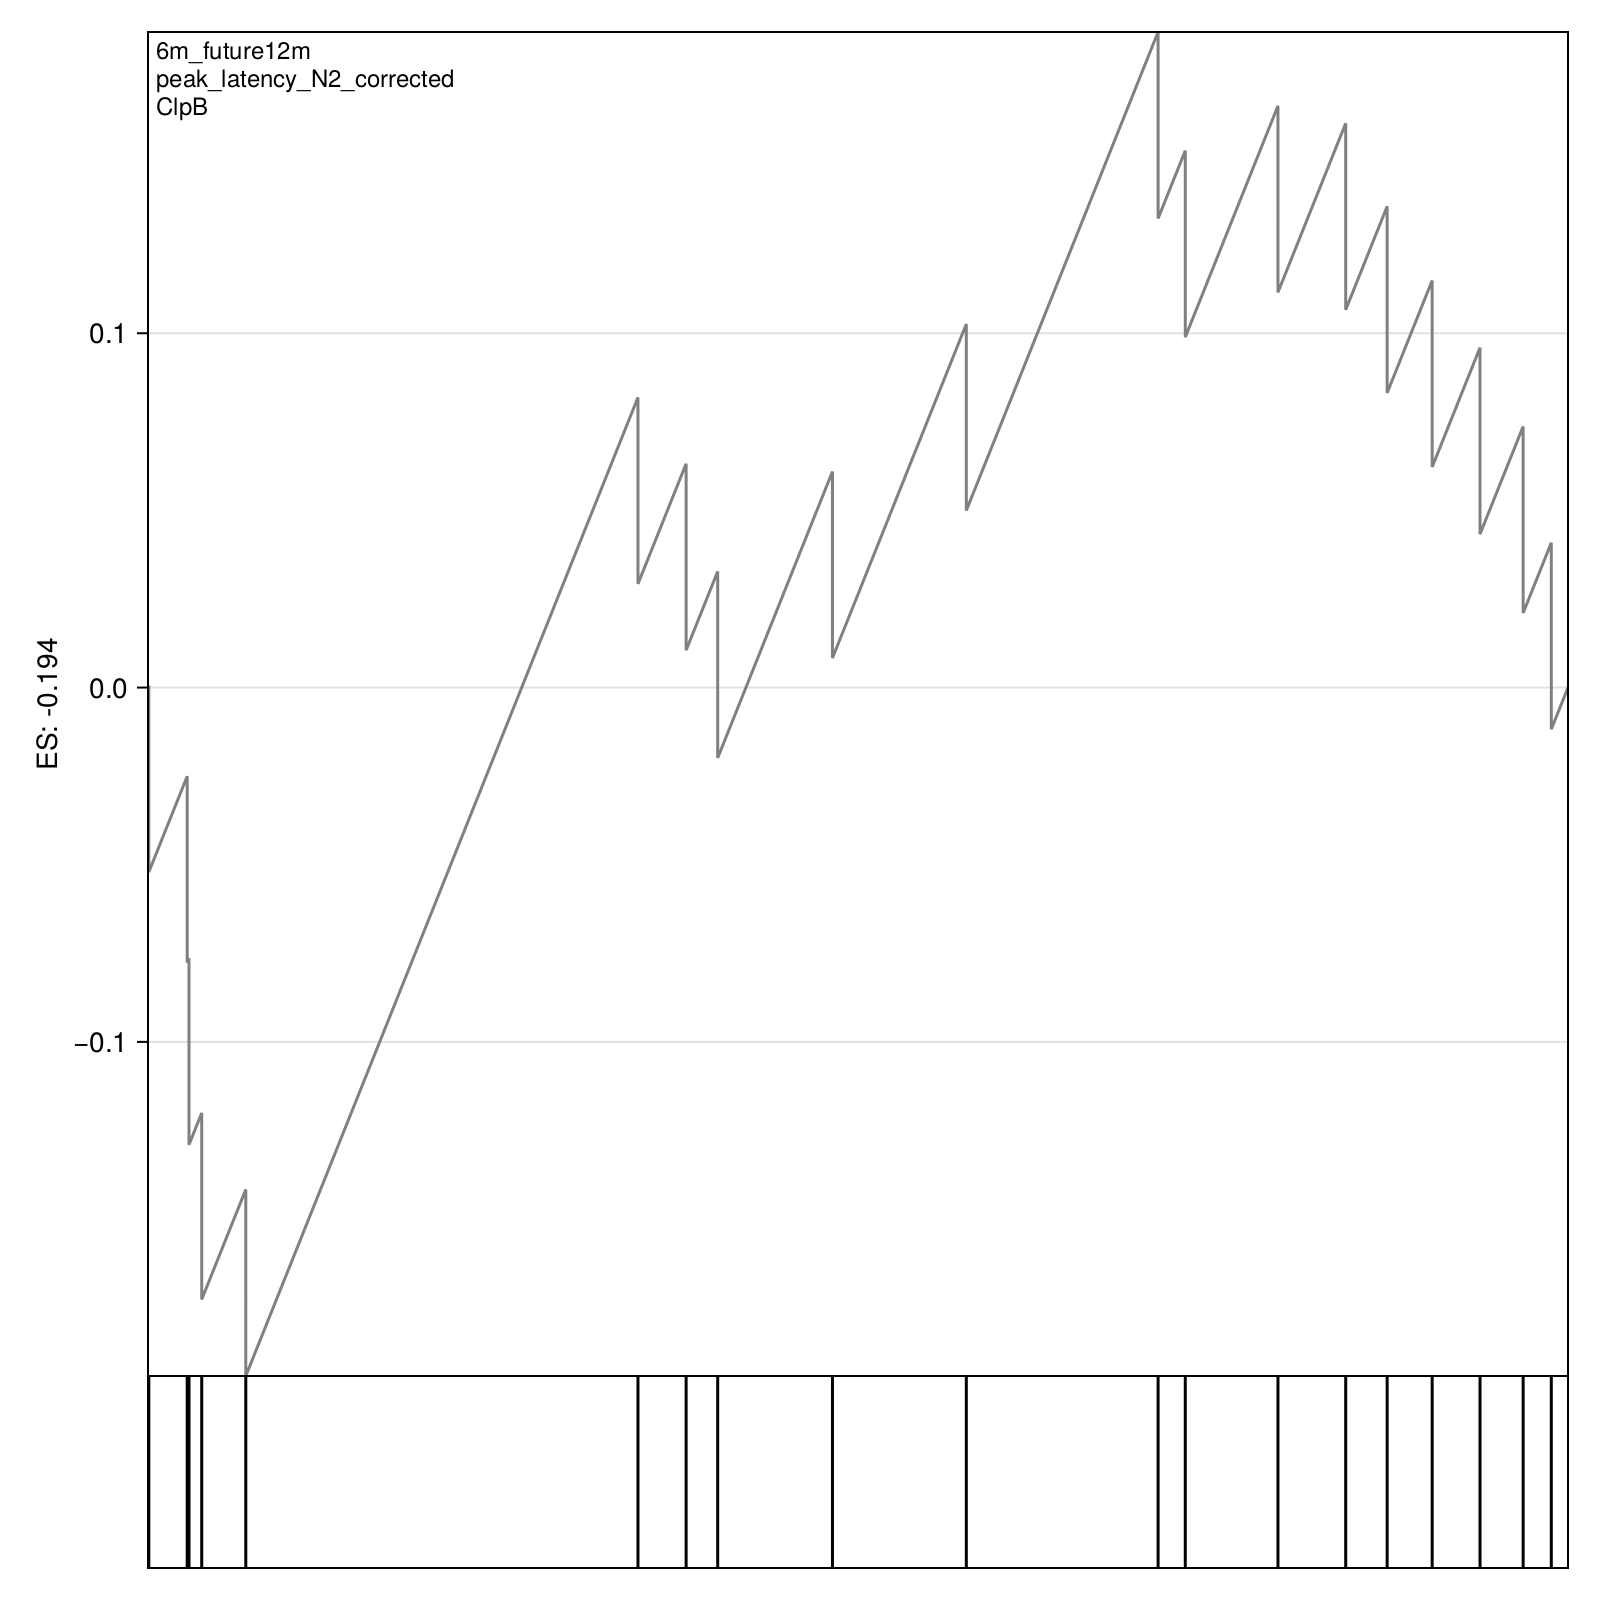 6m_future12m
peak_latency_N2_corrected
ClpB
0.1
0.0
−0.1
ES: -0.194